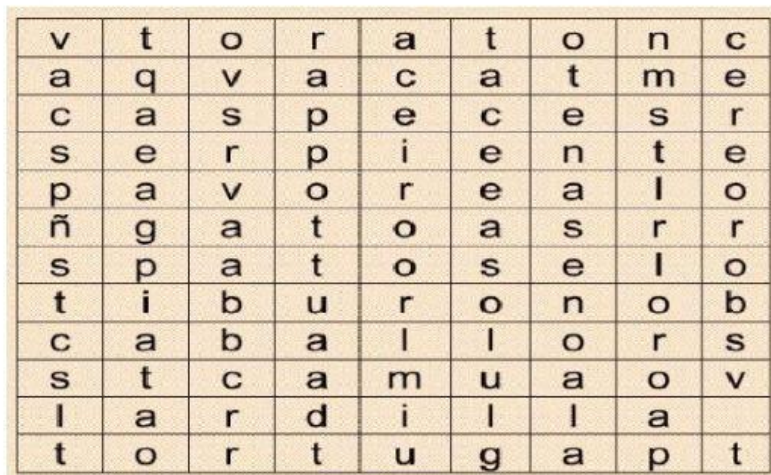 v t o r a t o n c
a q v a c a t m e
c a s p e c e s r
s e r p i e n t e
p a v o r e a l o
ñ g a t o a s r r
s p a t o s e l o
t i b u r o n o b
c a b a l l o r s
s t c a m u a o v
l a r d i l l a
t o r t u g a p t